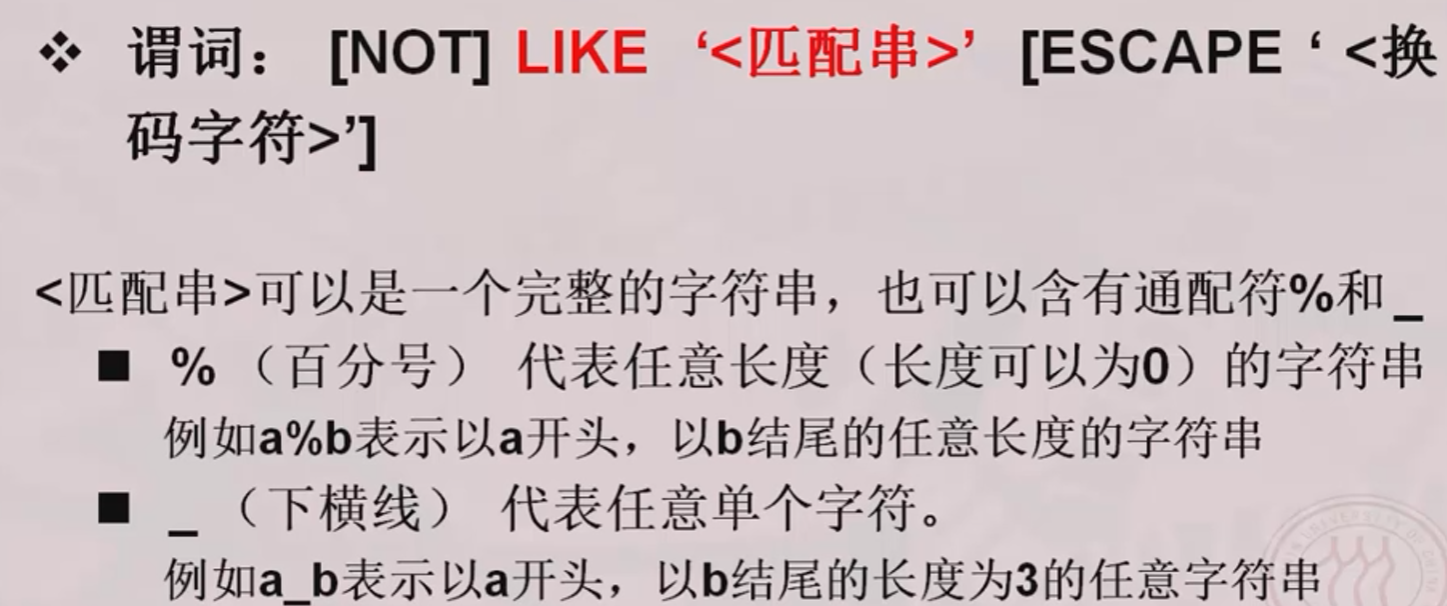 ❖ 谓词： [NOT] LIKE ‘<匹配串>’ [ESCAPE ‘ <换
码字符>’]
<匹配串>可以是一个完整的字符串，也可以含有通配符%和 _
■ % （百分号） 代表任意长度（长度可以为0）的字符串
例如a%b表示以a开头，以b结尾的任意长度的字符串
■ _ （下横线） 代表任意单个字符。
例如a_b表示以a开头，以b结尾的长度为3的任意字符串